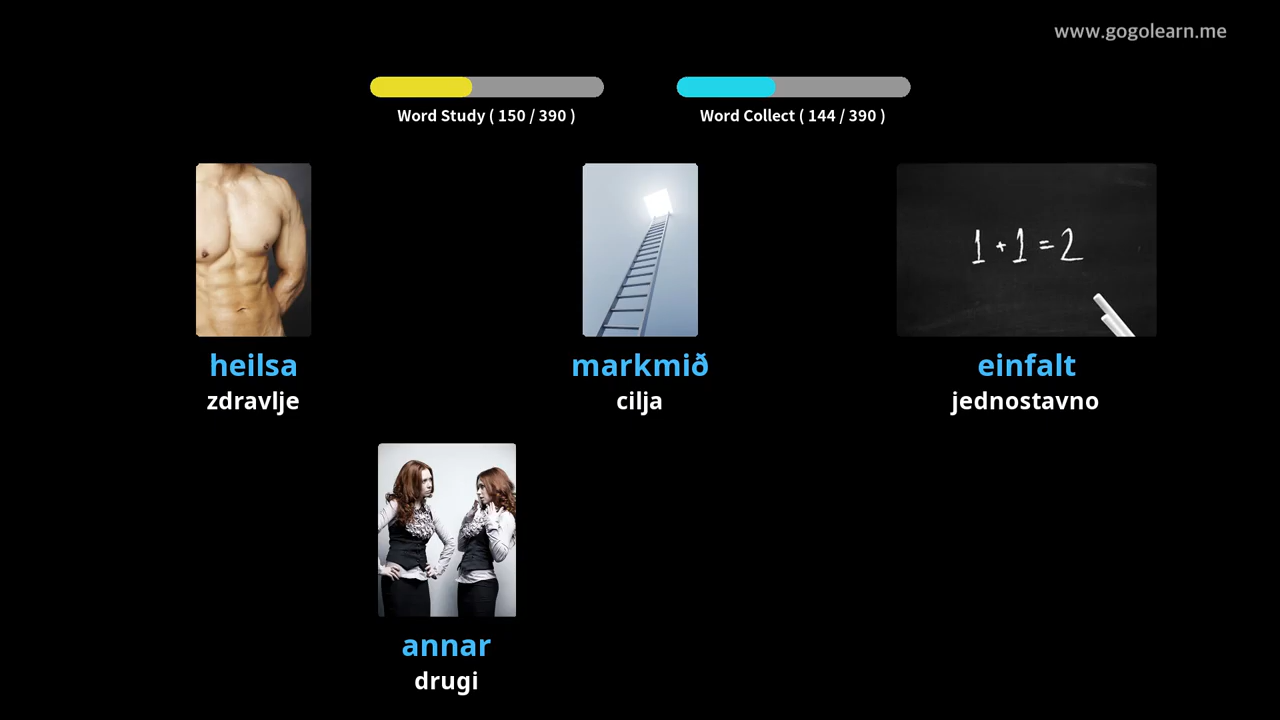 www.gogolearn.me
Word Study ( 150 / 390 )
Word Collect ( 144 / 390 )
1 + 1 = 2
heilsa
zdravlje
markmið
cilja
einfalt
jednostavno
annar
drugi